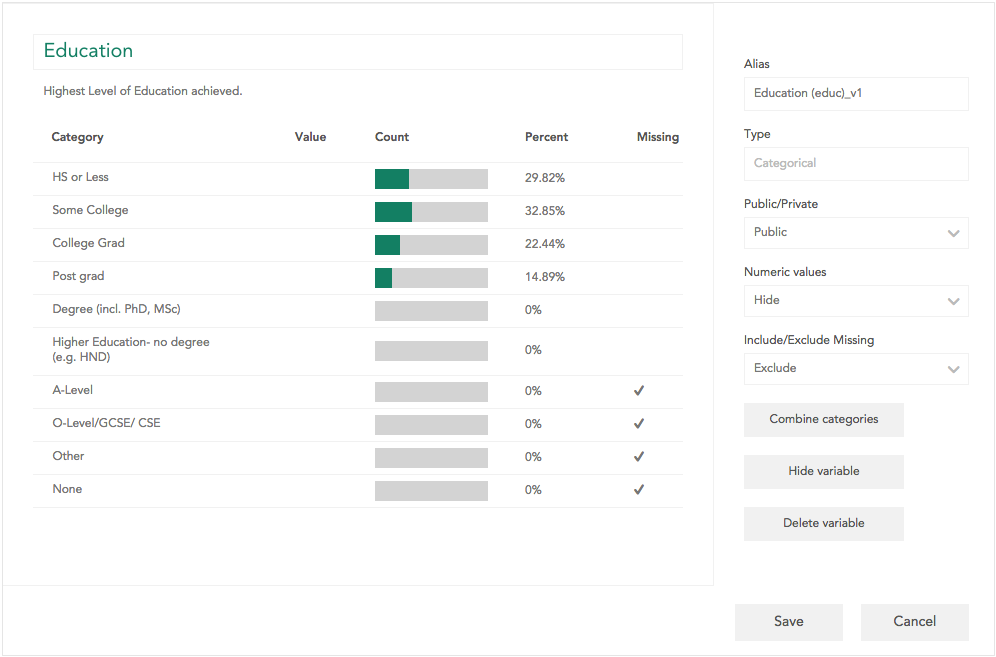 Education
Highest Level of Education achieved.
Category Value Count Percent Missing
HS or Less 29.82%
Some College 32.85%
College Grad 22.44%
Post grad 14.89%
Degree (incl. PhD, MSc) 0%
Higher Education- no degree
(e.g. HND) 0%
A-Level 0% ✔
O-Level/GCSE/ CSE 0% ✔
Other 0% ✔
None 0% ✔
Alias
Education (educ)_v1
Type
Categorical
Public/Private
Public
Numeric values
Hide
Include/Exclude Missing
Exclude
Combine categories
Hide variable
Delete variable
Save Cancel